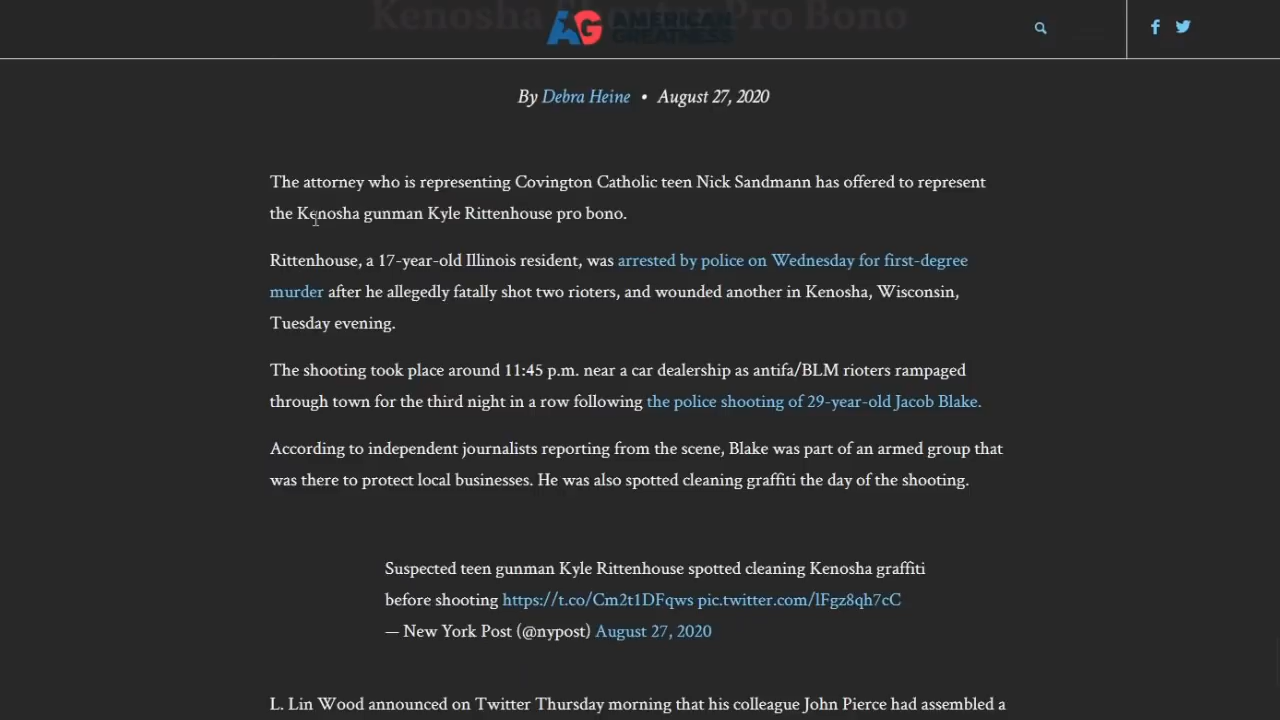 Kenosha Shooter Pro Bono
AMERICAN
GREATNESS
By Debra Heine • August 27, 2020
The attorney who is representing Covington Catholic teen Nick Sandmann has offered to represent
the Kenosha gunman Kyle Rittenhouse pro bono.
Rittenhouse, a 17-year-old Illinois resident, was arrested by police on Wednesday for first-degree
murder after he allegedly fatally shot two rioters, and wounded another in Kenosha, Wisconsin,
Tuesday evening.
The shooting took place around 11:45 p.m. near a car dealership as antifa/BLM rioters rampaged
through town for the third night in a row following the police shooting of 29-year-old Jacob Blake.
According to independent journalists reporting from the scene, Blake was part of an armed group that
was there to protect local businesses. He was also spotted cleaning graffiti the day of the shooting.
Suspected teen gunman Kyle Rittenhouse spotted cleaning Kenosha graffiti
before shooting https://t.co/Cm2t1DFqws pic.twitter.com/lFgz8qh7cC
— New York Post (@nypost) August 27, 2020
L. Lin Wood announced on Twitter Thursday morning that his colleague John Pierce had assembled a